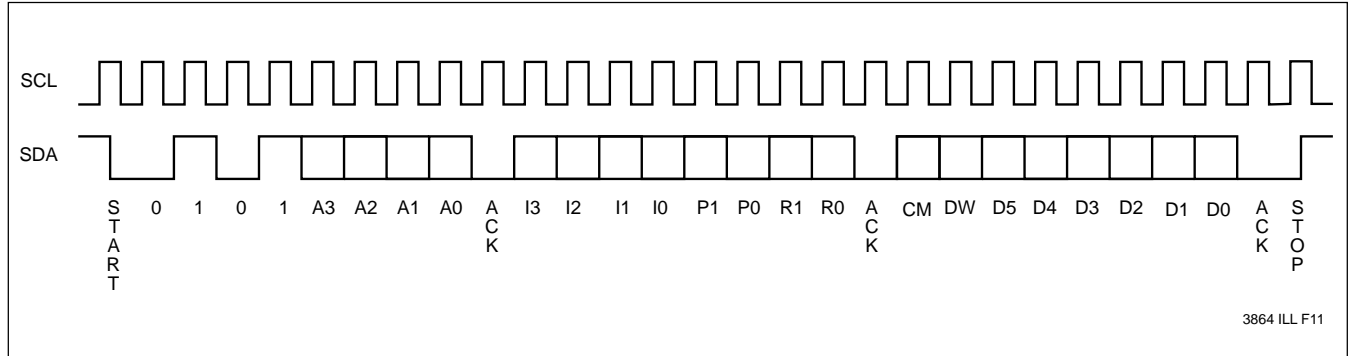 SCL
SDA
START 0 1 0 1 A3 A2 A1 A0 ACK I3 I2 I1 I0 P1 P0 R1 R0 ACK CM DW D5 D4 D3 D2 D1 D0 ACK STOP
3864 ILL F11